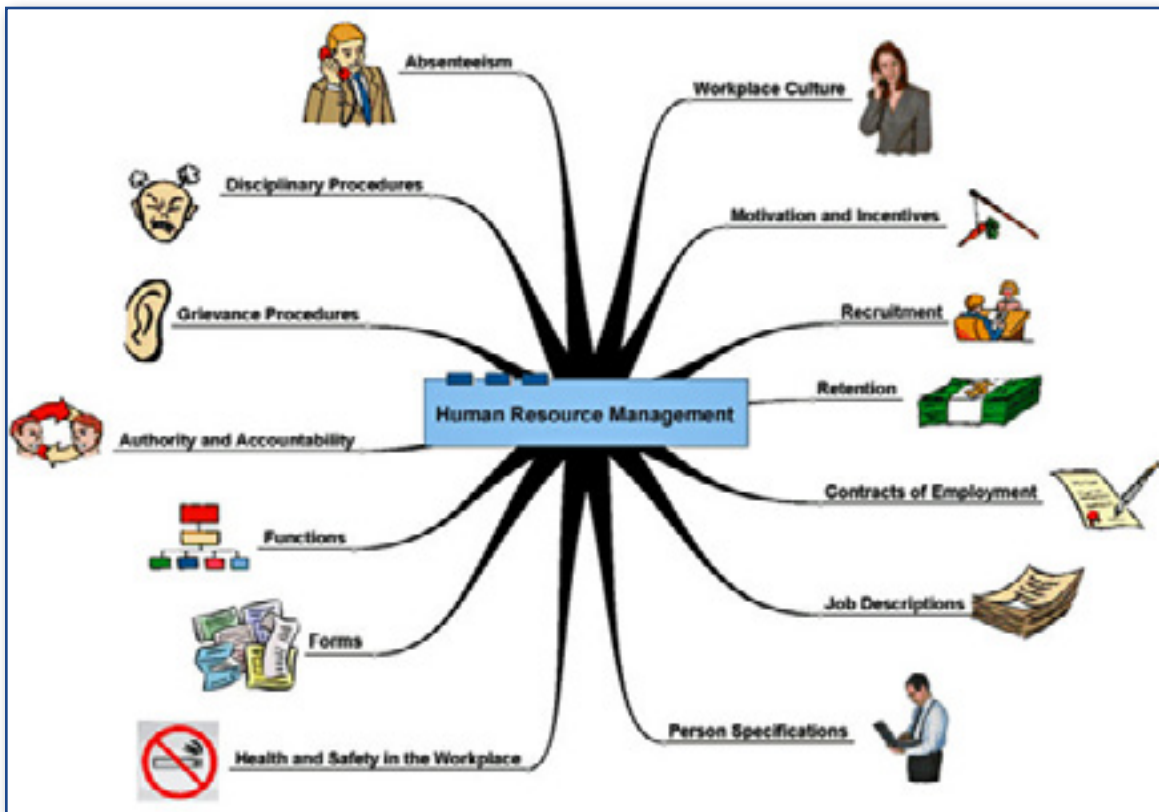 Absenteeism
Workplace Culture
Disciplinary Procedures
Motivation and Incentives
Grievance Procedures
Recruitment
Human Resource Management
Retention
Authority and Accountability
Contracts of Employment
Functions
Job Descriptions
Forms
Person Specifications
Health and Safety in the Workplace